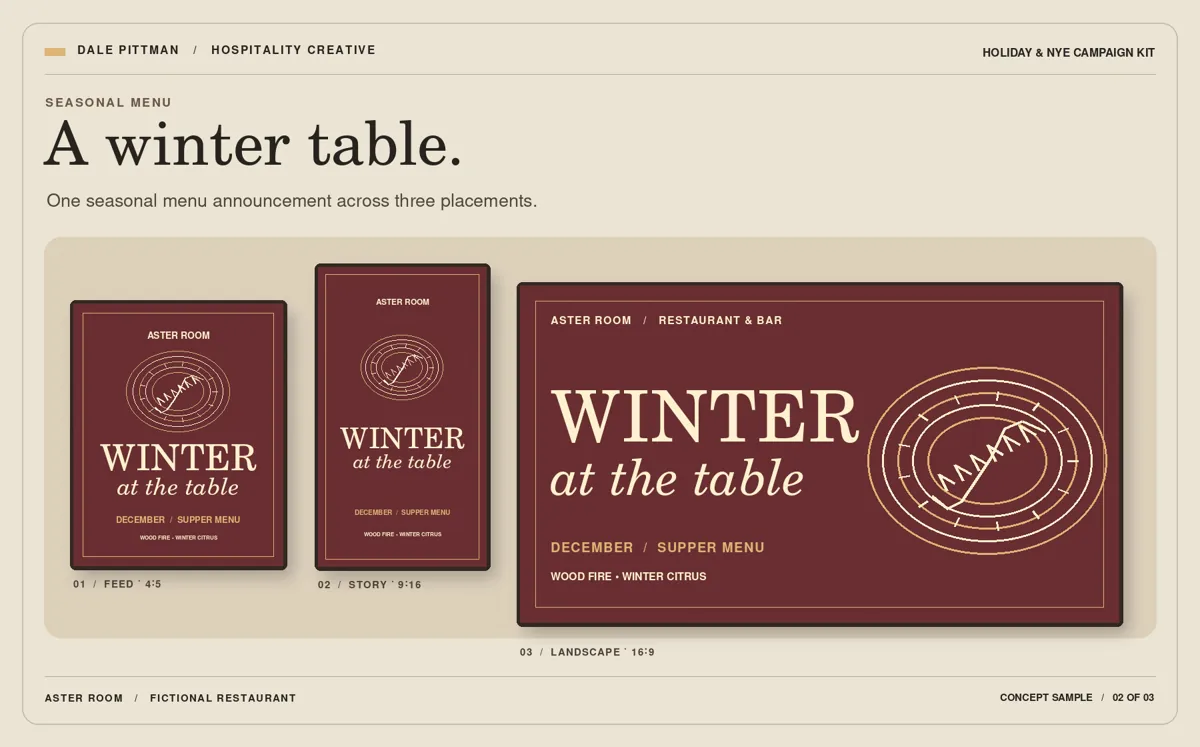 DALE PITTMAN / HOSPITALITY CREATIVE
HOLIDAY & NYE CAMPAIGN KIT
SEASONAL MENU
A winter table.
One seasonal menu announcement across three placements.
ASTER ROOM
WINTER
at the table
DECEMBER / SUPPER MENU
WOOD FIRE • WINTER CITRUS
01 / FEED · 4:5
ASTER ROOM
WINTER
at the table
DECEMBER / SUPPER MENU
WOOD FIRE • WINTER CITRUS
02 / STORY · 9:16
ASTER ROOM / RESTAURANT & BAR
WINTER
at the table
DECEMBER / SUPPER MENU
WOOD FIRE • WINTER CITRUS
03 / LANDSCAPE · 16:9
ASTER ROOM / FICTIONAL RESTAURANT
CONCEPT SAMPLE / 02 OF 03